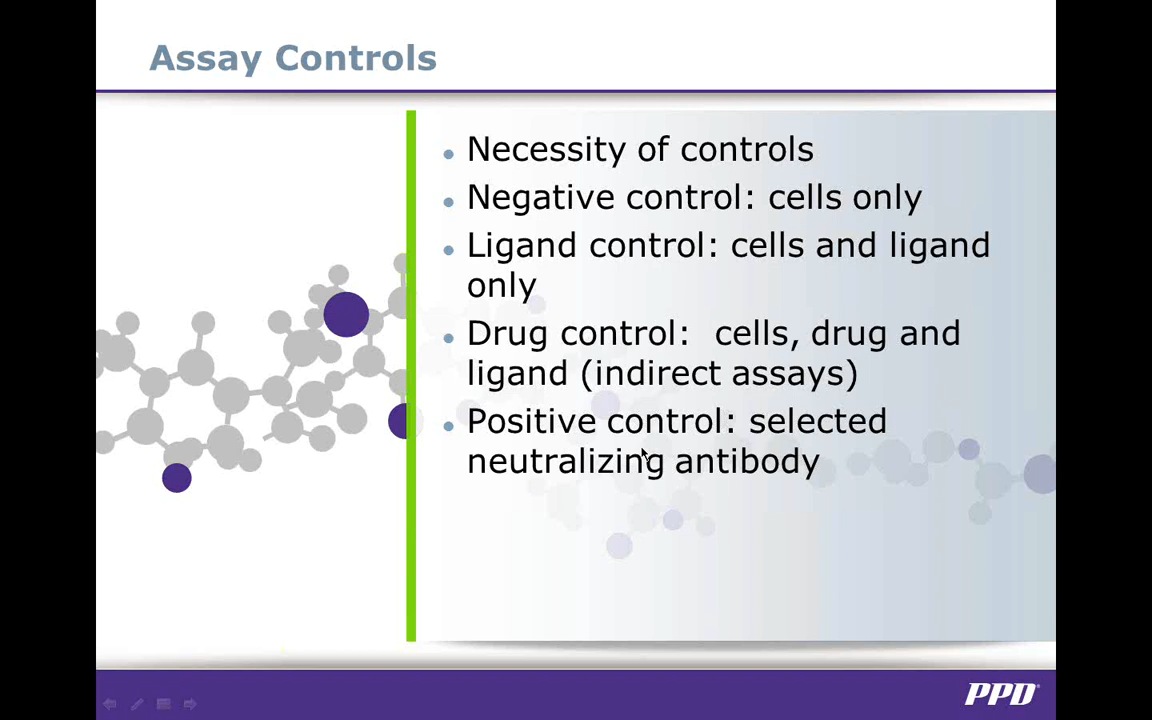 Assay Controls
Necessity of controls
Negative control: cells only
Ligand control: cells and ligand
only
Drug control:  cells, drug and
ligand (indirect assays)
Positive control: selected
neutralizing antibody
PPD®